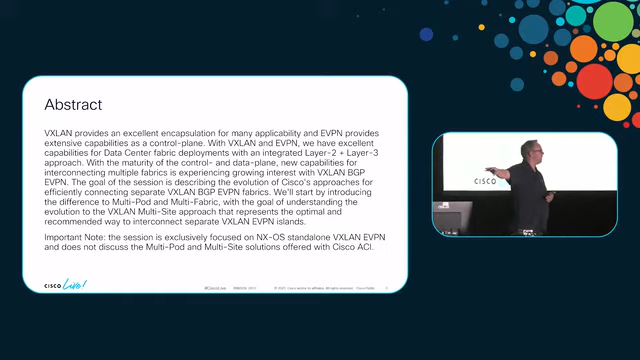 Abstract
VXLAN provides an excellent encapsulation for many applicability and EVPN provides
extensive capabilities as a control-plane. With VXLAN and EVPN, we have excellent
capabilities for Data Center fabric deployments with an integrated Layer-2 + Layer-3
approach. With the maturity of the control- and data-plane, new capabilities for
interconnecting multiple fabrics is experiencing growing interest with VXLAN BGP
EVPN. The goal of the session is describing the evolution of Cisco's approaches for
efficiently connecting separate VXLAN BGP EVPN fabrics. We'll start by introducing
the difference to Multi-Pod and Multi-Fabric, with the goal of understanding the
evolution to the VXLAN Multi-Site approach that represents the optimal and
recommended way to interconnect separate VXLAN EVPN islands.
Important Note: the session is exclusively focused on NX-OS standalone VXLAN EVPN
and does not discuss the Multi-Pod and Multi-Site solutions offered with Cisco ACI.
CISCO Live!
#CiscoLive
CISCO